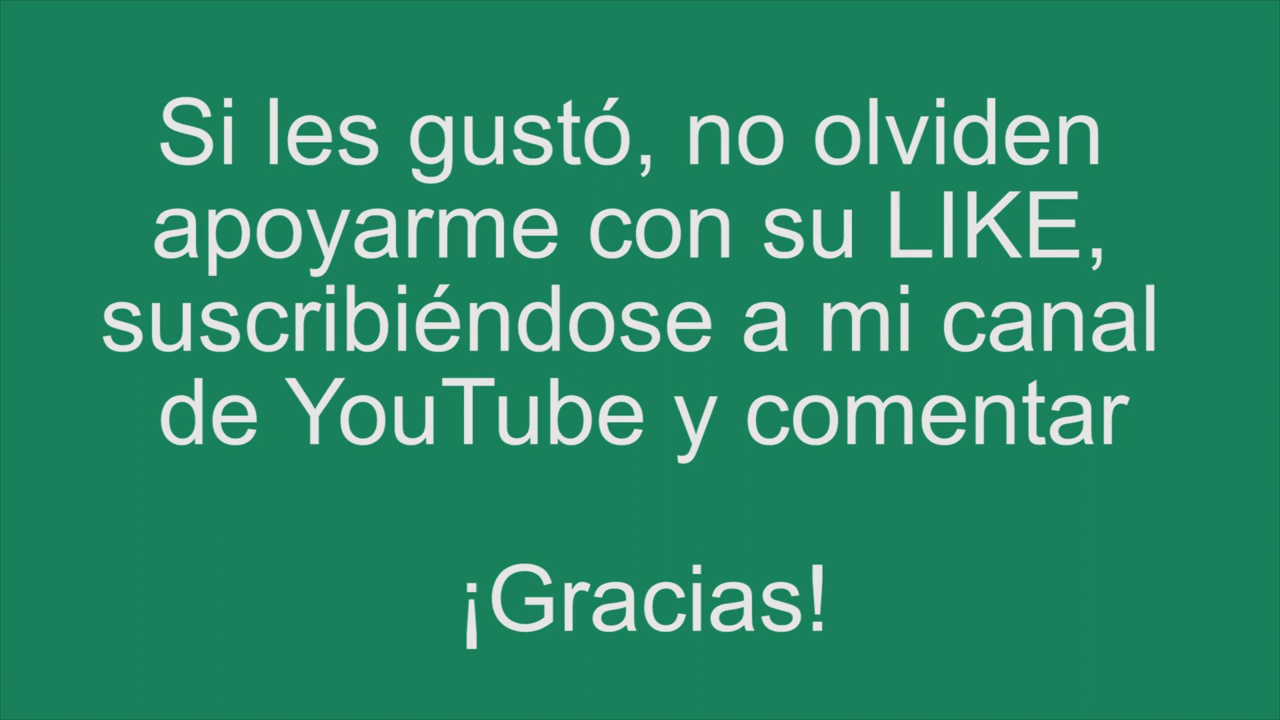 Si les gustó, no olviden
apoyarme con su LIKE,
suscribiéndose a mi canal
de YouTube y comentar
¡Gracias!